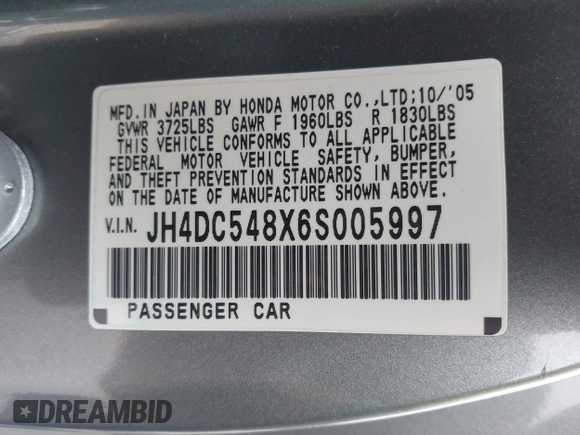 MFD. IN JAPAN BY HONDA MOTOR CO.,LTD;10/'05
GVWR 3725LBS GAWR F 1960LBS R 1830LBS
THIS VEHICLE CONFORMS TO ALL APPLICABLE
FEDERAL MOTOR VEHICLE SAFETY, BUMPER,
AND THEFT PREVENTION STANDARDS IN EFFECT
ON THE DATE OF MANUFACTURE SHOWN ABOVE.
V.I.N. JH4DC548X6S005997
PASSENGER CAR
DREAMBID